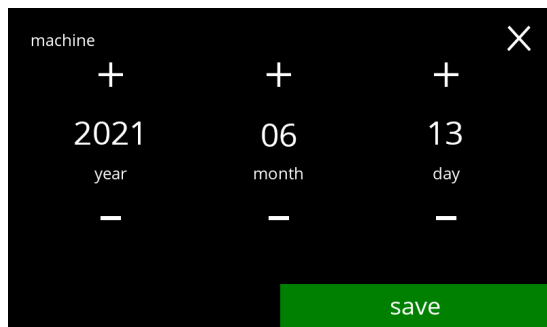 machine
+ + +
2021 06 13
year month day
- - -
save